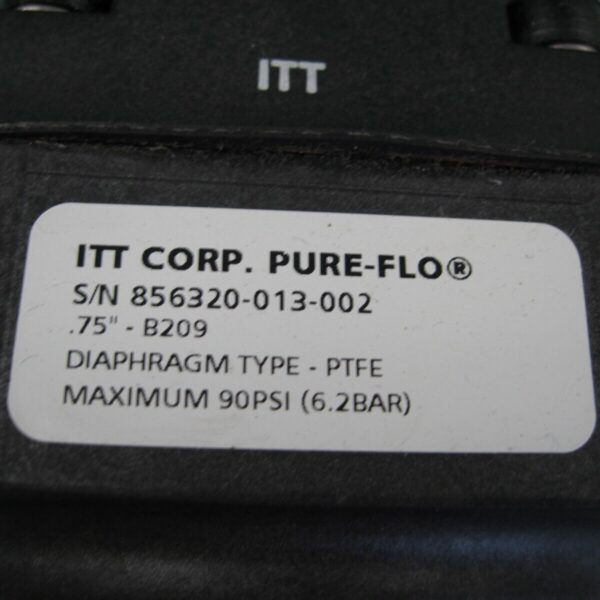 ITT
ITT CORP. PURE-FLO®
S/N 856320-013-002
.75" - B209
DIAPHRAGM TYPE - PTFE
MAXIMUM 90PSI (6.2BAR)